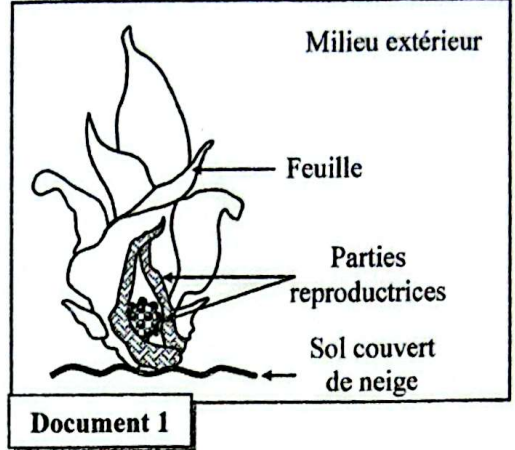 Milieu extérieur
Feuille
Parties
reproductrices
Sol couvert
de neige
Document 1